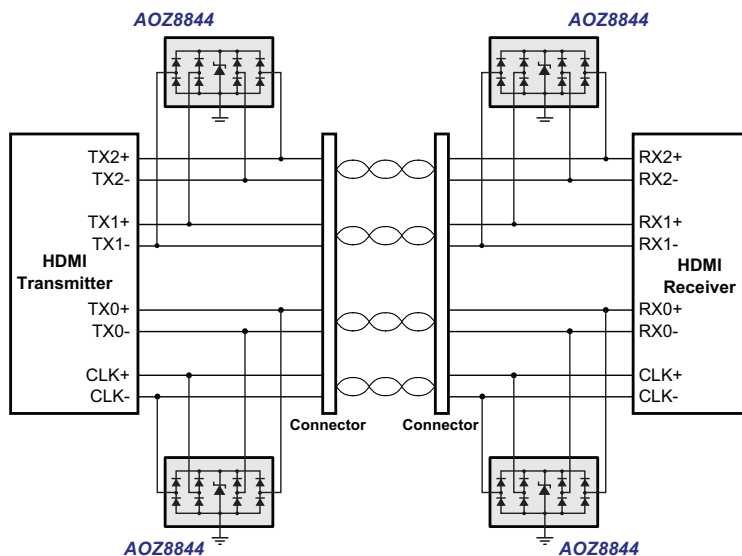 AOZ8844
AOZ8844
TX2+
TX2-
TX1+
TX1-
HDMI
Transmitter
TX0+
TX0-
CLK+
CLK-
RX2+
RX2-
RX1+
RX1-
HDMI
Receiver
RX0+
RX0-
CLK+
CLK-
Connector
Connector
AOZ8844
AOZ8844